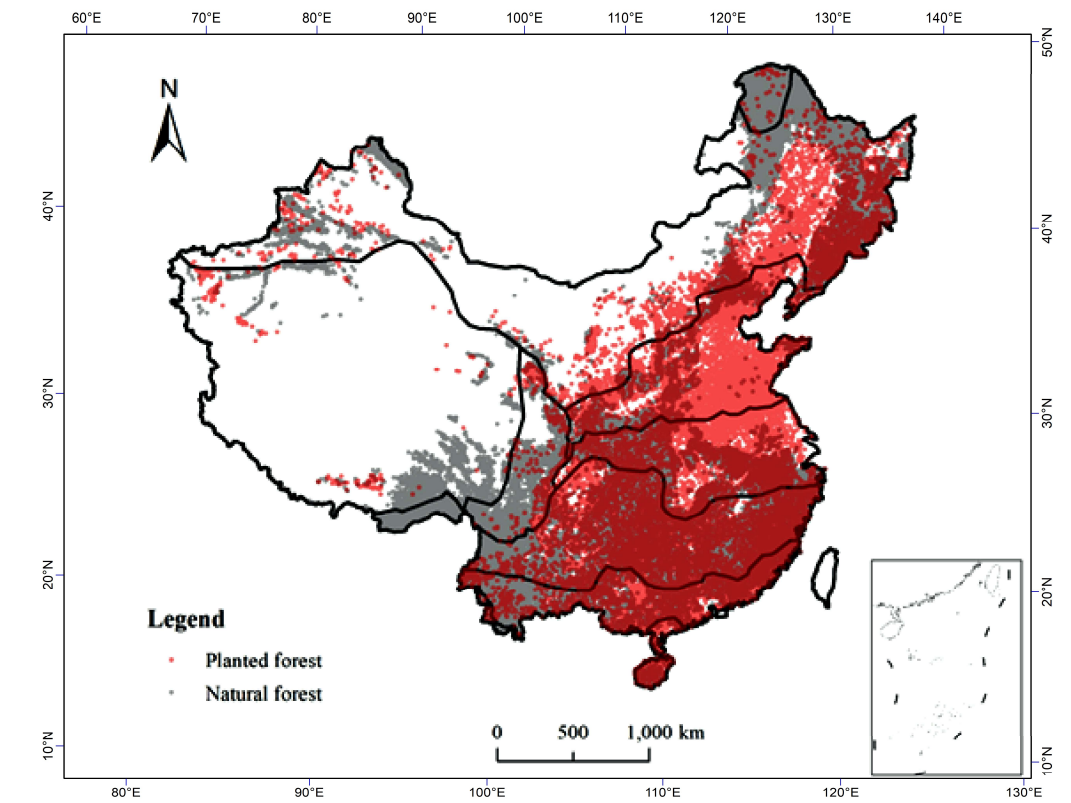 60°E 70°E 80°E 90°E 100°E 110°E 120°E 130°E 140°E
50°N
N
40°N
40°N
30°N
30°N
20°N
20°N
Legend
Planted forest
Natural forest
0 500 1,000 km
10°N
10°N
80°E 90°E 100°E 110°E 120°E 130°E